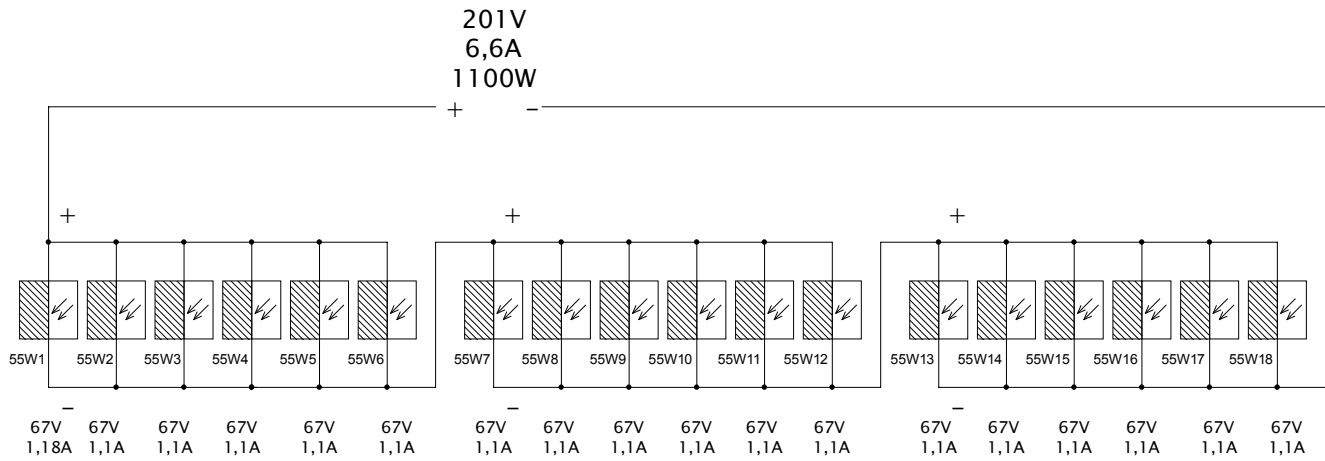 201V
6,6A
1100W
+ −
+ + +
55W1 55W2 55W3 55W4 55W5 55W6 55W7 55W8 55W9 55W10 55W11 55W12 55W13 55W14 55W15 55W16 55W17 55W18
− − −
67V 67V 67V 67V 67V 67V 67V 67V 67V 67V 67V 67V 67V 67V 67V 67V 67V 67V
1,18A 1,1A 1,1A 1,1A 1,1A 1,1A 1,1A 1,1A 1,1A 1,1A 1,1A 1,1A 1,1A 1,1A 1,1A 1,1A 1,1A 1,1A